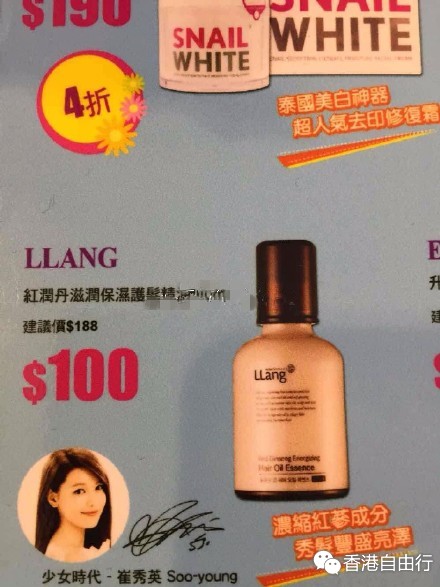 $190
SNAIL
WHITE
SNAIL
WHITE
4折
泰國美白神器
超人氣去印修復霜
LLANG
紅潤丹滋潤保濕護髮精
建議價$188
$100
LLang
Red Ginseng Energizing
Hair Oil Essence
濃縮紅蔘成分
秀髮豐盛亮澤
少女時代 - 崔秀英 Soo-young
香港自由行